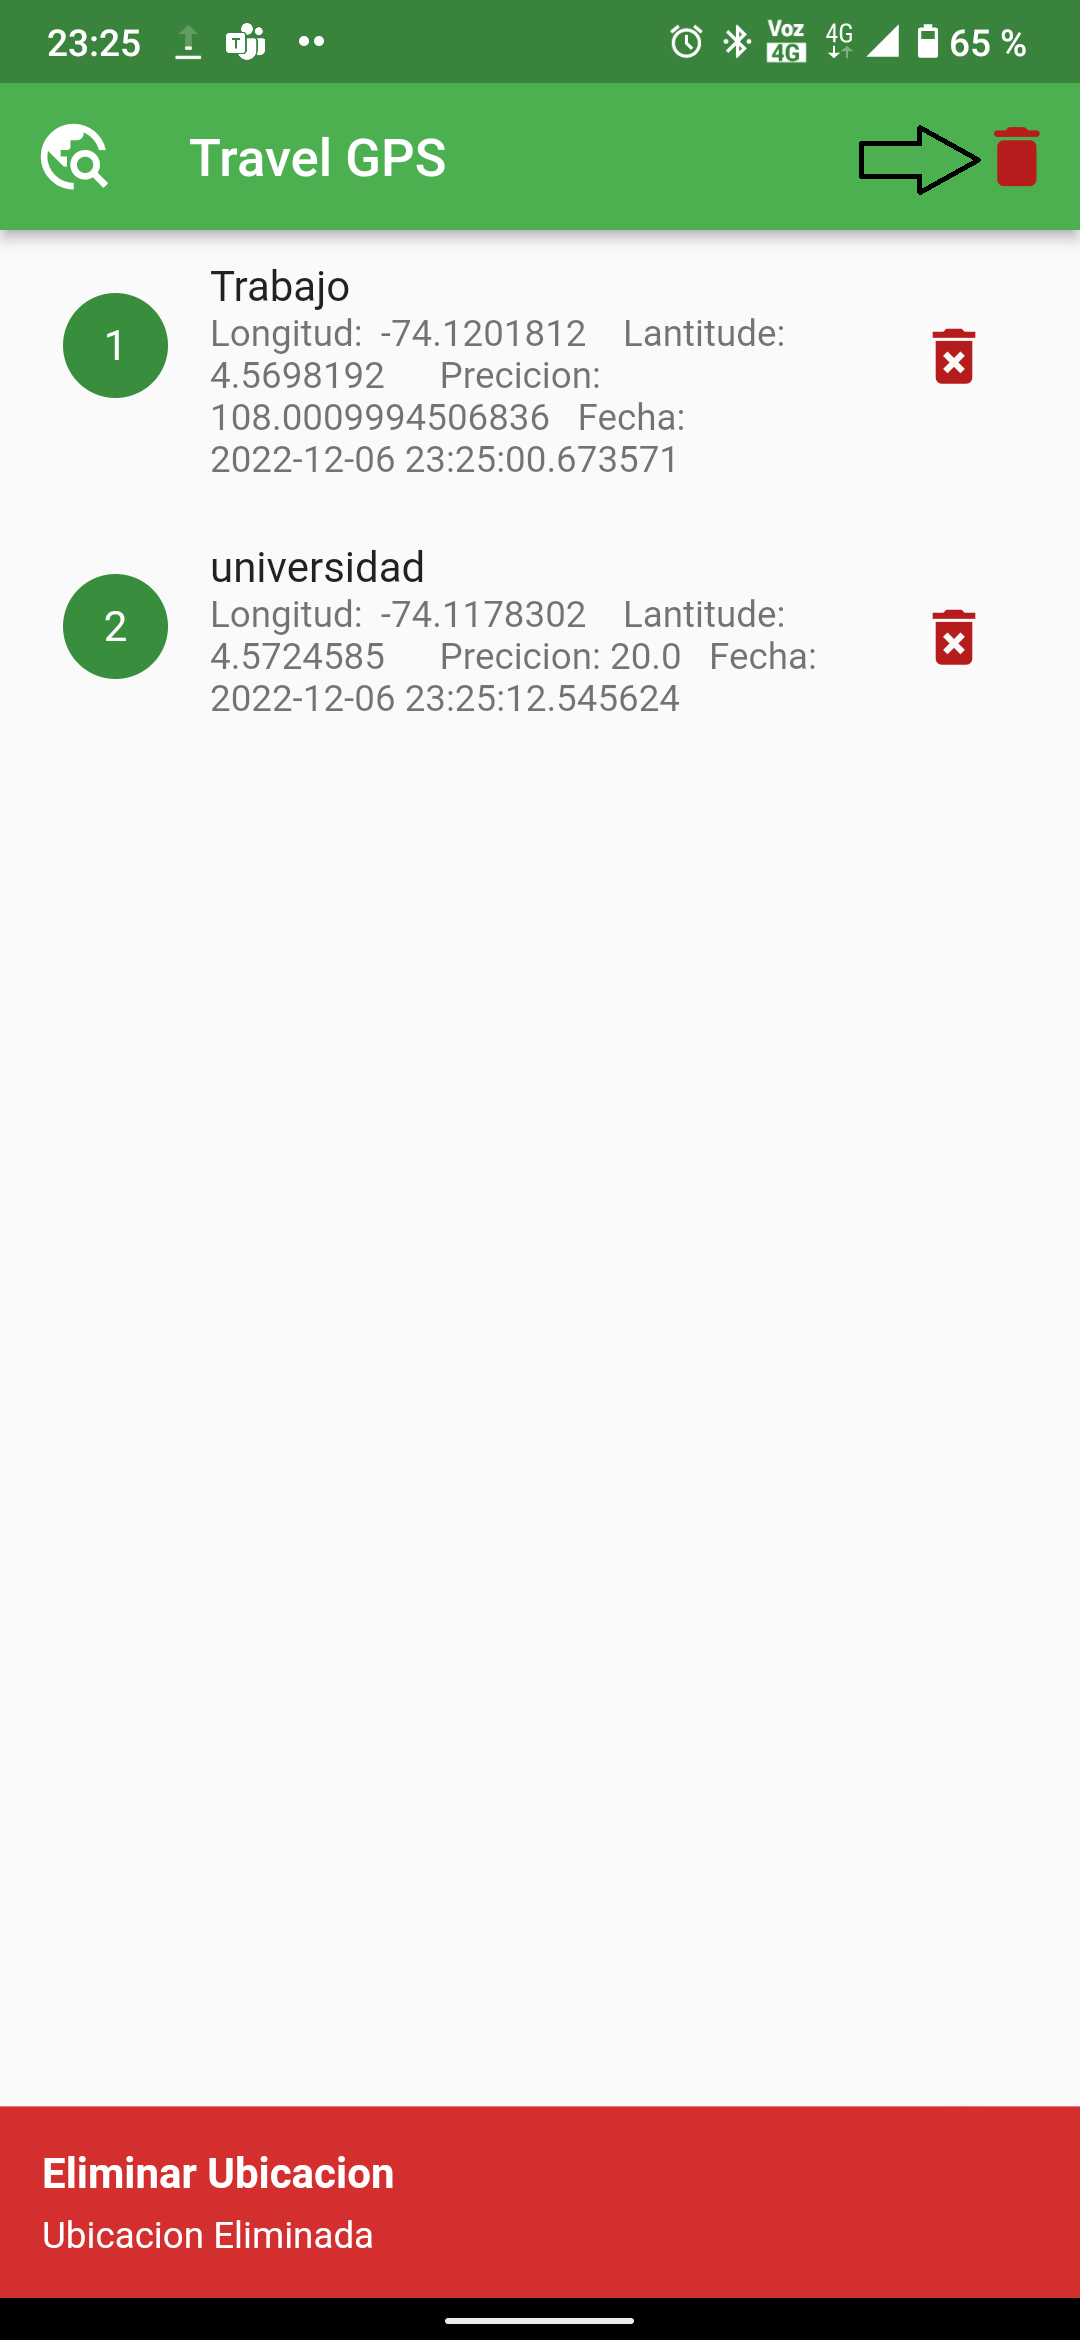 23:25 T Voz 4G 4G 65 %
Travel GPS
1
Trabajo
Longitud: -74.1201812 Lantitude:
4.5698192 Precicion:
108.0009994506836 Fecha:
2022-12-06 23:25:00.673571
2
universidad
Longitud: -74.1178302 Lantitude:
4.5724585 Precicion: 20.0 Fecha:
2022-12-06 23:25:12.545624
Eliminar Ubicacion
Ubicacion Eliminada